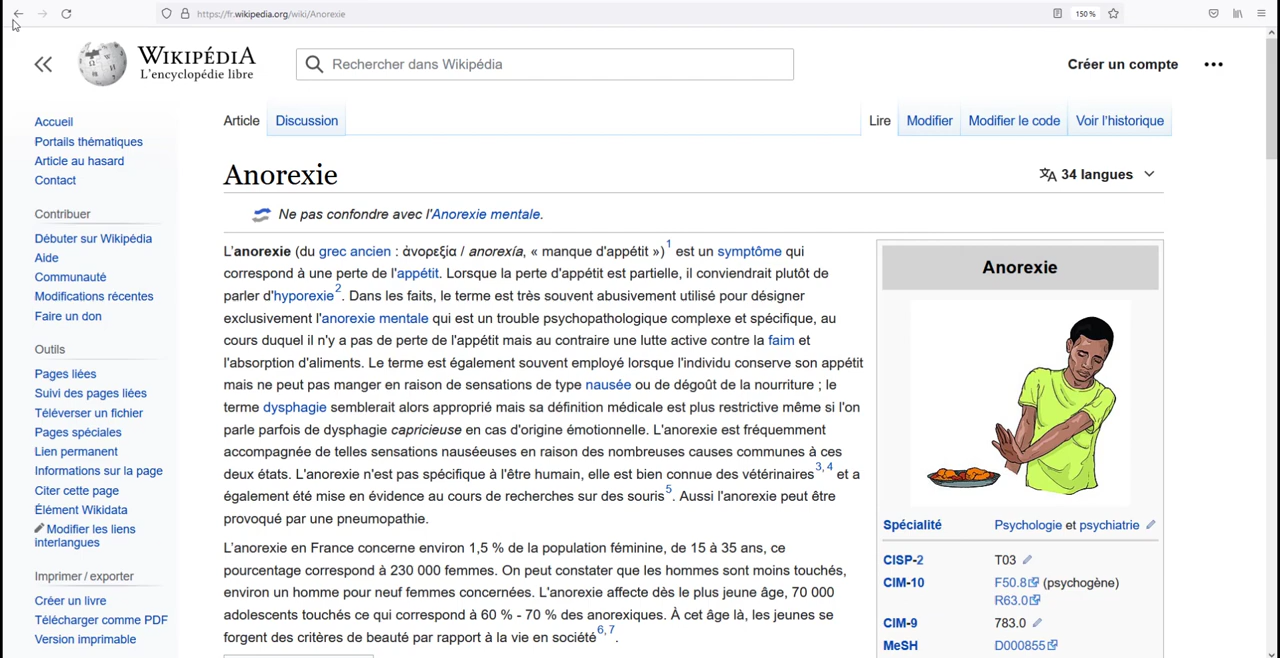 https://fr.wikipedia.org/wiki/Anorexie
150 %
WIKIPÉDIA
L'encyclopédie libre
Rechercher dans Wikipédia
Créer un compte
Accueil
Portails thématiques
Article au hasard
Contact
Contribuer
Débuter sur Wikipédia
Aide
Communauté
Modifications récentes
Faire un don
Outils
Pages liées
Suivi des pages liées
Téléverser un fichier
Pages spéciales
Lien permanent
Informations sur la page
Citer cette page
Élément Wikidata
Modifier les liens
interlangues
Imprimer / exporter
Créer un livre
Télécharger comme PDF
Version imprimable
Article Discussion
Lire Modifier Modifier le code Voir l'historique
Anorexie
34 langues
Ne pas confondre avec l'Anorexie mentale.
L'anorexie (du grec ancien : ἀνορεξία / anorexía, « manque d'appétit »)1 est un symptôme qui
correspond à une perte de l'appétit. Lorsque la perte d'appétit est partielle, il conviendrait plutôt de
parler d'hyporexie2. Dans les faits, le terme est très souvent abusivement utilisé pour désigner
exclusivement l'anorexie mentale qui est un trouble psychopathologique complexe et spécifique, au
cours duquel il n'y a pas de perte de l'appétit mais au contraire une lutte active contre la faim et
l'absorption d'aliments. Le terme est également souvent employé lorsque l'individu conserve son appétit
mais ne peut pas manger en raison de sensations de type nausée ou de dégoût de la nourriture ; le
terme dysphagie semblerait alors approprié mais sa définition médicale est plus restrictive même si l'on
parle parfois de dysphagie capricieuse en cas d'origine émotionnelle. L'anorexie est fréquemment
accompagnée de telles sensations nauséeuses en raison des nombreuses causes communes à ces
deux états. L'anorexie n'est pas spécifique à l'être humain, elle est bien connue des vétérinaires3, 4 et a
également été mise en évidence au cours de recherches sur des souris5. Aussi l'anorexie peut être
provoqué par une pneumopathie.
L'anorexie en France concerne environ 1,5 % de la population féminine, de 15 à 35 ans, ce
pourcentage correspond à 230 000 femmes. On peut constater que les hommes sont moins touchés,
environ un homme pour neuf femmes concernées. L'anorexie affecte dès le plus jeune âge, 70 000
adolescents touchés ce qui correspond à 60 % - 70 % des anorexiques. À cet âge là, les jeunes se
forgent des critères de beauté par rapport à la vie en société6, 7.
Anorexie
Spécialité Psychologie et psychiatrie
CISP-2 T03
CIM-10 F50.8 (psychogène)
R63.0
CIM-9 783.0
MeSH D000855